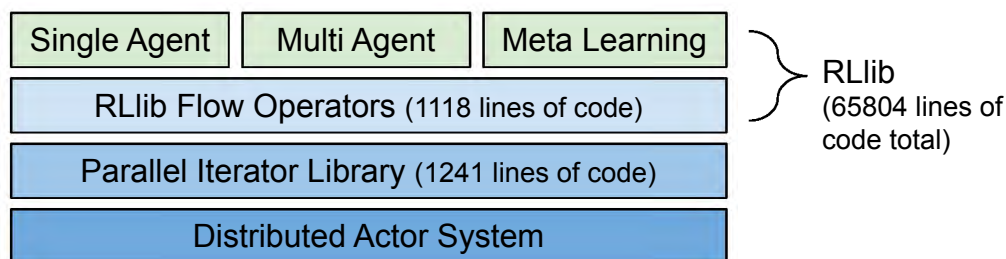 Single Agent
Multi Agent
Meta Learning
RLlib Flow Operators (1118 lines of code)
Parallel Iterator Library (1241 lines of code)
Distributed Actor System
RLlib
(65804 lines of
code total)